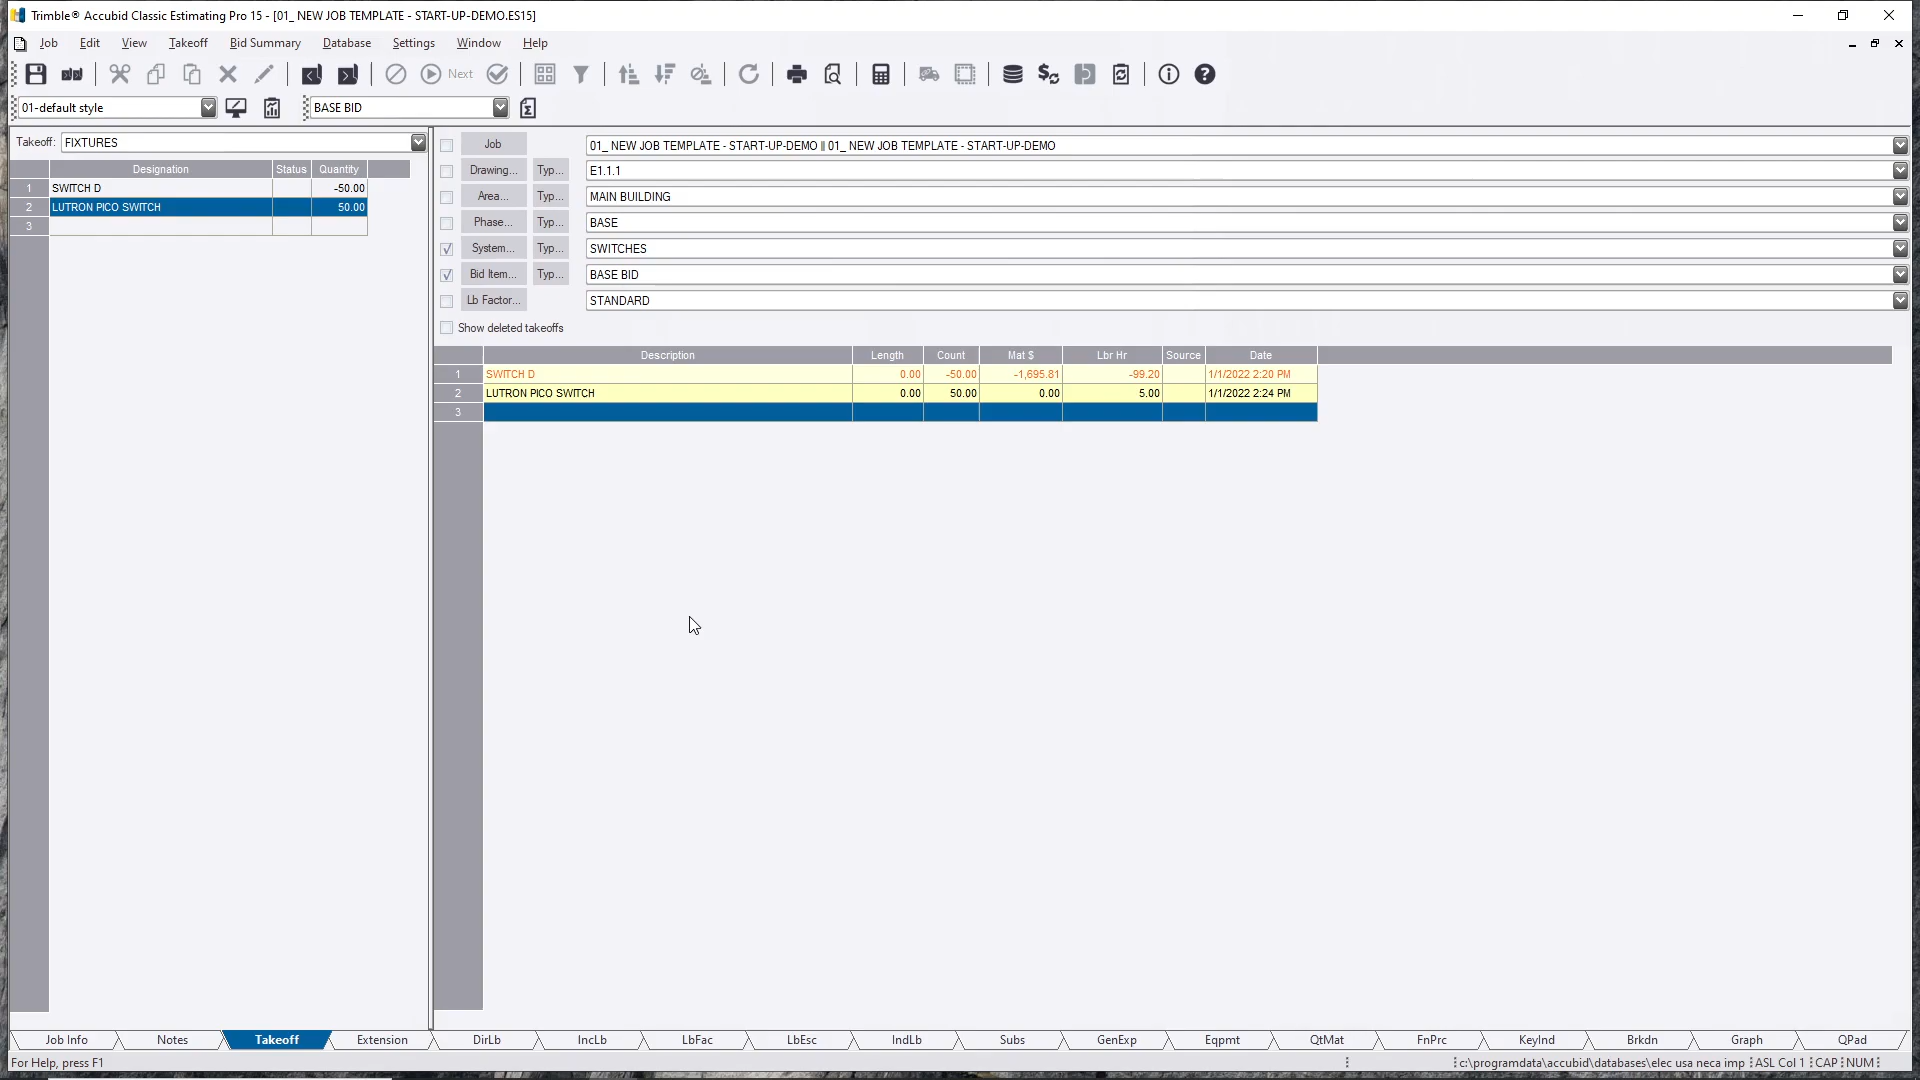 Trimble® Accubid Classic Estimating Pro 15 - [01_ NEW JOB TEMPLATE - START-UP-DEMO.ES15]
Job Edit View Takeoff Bid Summary Database Settings Window Help
Next
01-default style BASE BID
Takeoff: FIXTURES
Designation Status Quantity
1 SWITCH D -50.00
2 LUTRON PICO SWITCH 50.00
3
Job 01_ NEW JOB TEMPLATE - START-UP-DEMO || 01_ NEW JOB TEMPLATE - START-UP-DEMO
Drawing... Typ... E1.1.1
Area... Typ... MAIN BUILDING
Phase... Typ... BASE
System... Typ... SWITCHES
Bid Item... Typ... BASE BID
Lb Factor... STANDARD
Show deleted takeoffs
Description Length Count Mat $ Lbr Hr Source Date
1 SWITCH D 0.00 -50.00 -1,695.81 -99.20 1/1/2022 2:20 PM
2 LUTRON PICO SWITCH 0.00 50.00 0.00 5.00 1/1/2022 2:24 PM
3
Job Info Notes Takeoff Extension DirLb IncLb LbFac LbEsc IndLb Subs GenExp Eqpmt QtMat FnPrc KeyInd Brkdn Graph QPad
For Help, press F1 c:\programdata\accubid\databases\elec usa neca imp ASL Col 1 CAP NUM